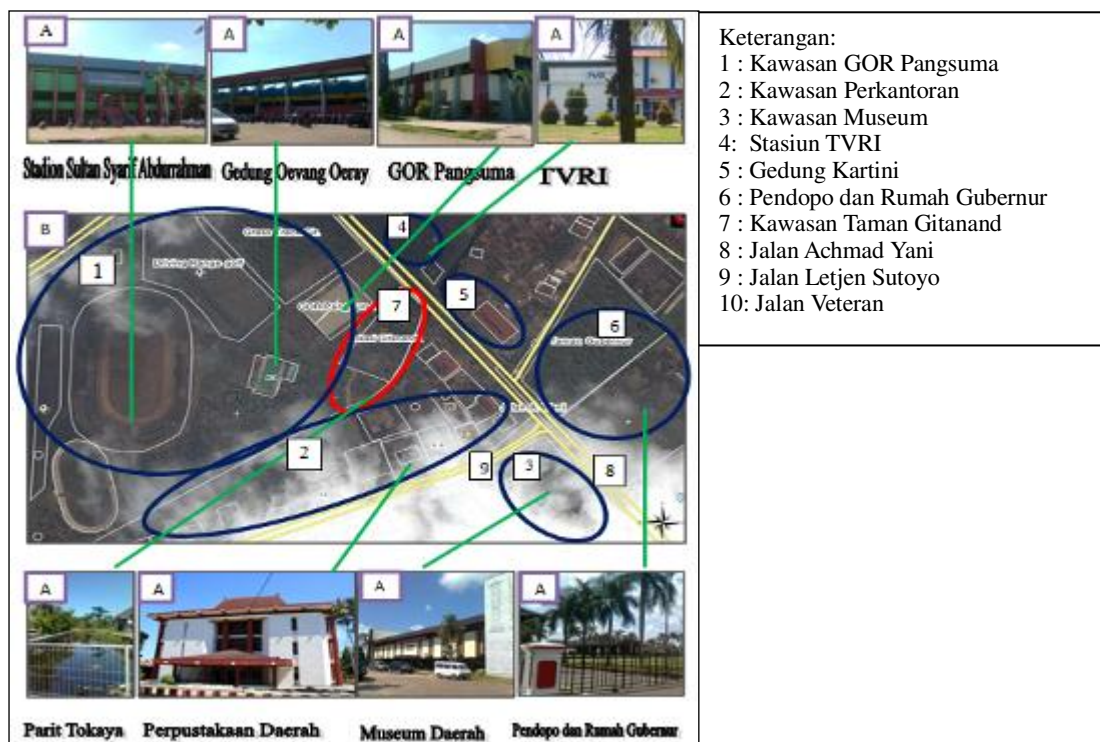 A A A A
Stadion Sultan Syarif Abdurrahman Gedung Oevang Oeray GOR Pangsuma TVRI
B
1
Driving Range golf
4
7
5
6
2
9
3
8
A A A A
Parit Tokaya Perpustakaan Daerah Museum Daerah Pendopo dan Rumah Gubernur
Keterangan:
1 : Kawasan GOR Pangsuma
2 : Kawasan Perkantoran
3 : Kawasan Museum
4: Stasiun TVRI
5 : Gedung Kartini
6 : Pendopo dan Rumah Gubernur
7 : Kawasan Taman Gitanand
8 : Jalan Achmad Yani
9 : Jalan Letjen Sutoyo
10: Jalan Veteran